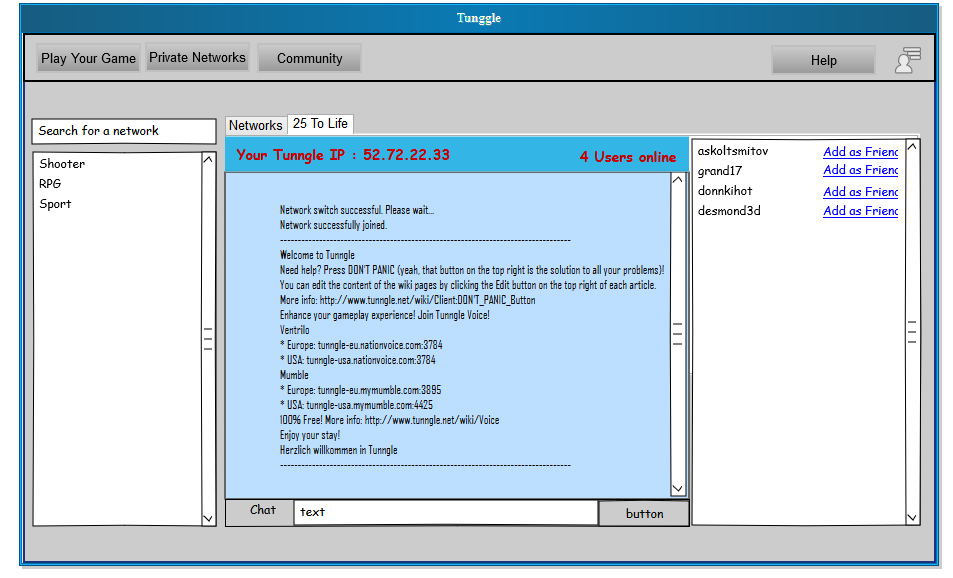 Tunggle
Play Your Game
Private Networks
Community
Help
Search for a network
Shooter
RPG
Sport
Networks
25 To Life
Your Tunngle IP : 52.72.22.33
4 Users online
Network switch successful. Please wait...
Network successfully joined.
--------------------------------------------------------------------------------
Welcome to Tunngle
Need help? Press DON'T PANIC (yeah, that button on the top right is the solution to all your problems)!
You can edit the content of the wiki pages by clicking the Edit button on the top right of each article.
More info: http://www.tunngle.net/wiki/Client:DON'T_PANIC_Button
Enhance your gameplay experience! Join Tunngle Voice!
Ventrilo
* Europe: tunngle-eu.nationvoice.com:3784
* USA: tunngle-usa.nationvoice.com:3784
Mumble
* Europe: tunngle-eu.mymumble.com:3895
* USA: tunngle-usa.mymumble.com:4425
100% Free! More info: http://www.tunngle.net/wiki/Voice
Enjoy your stay!
Herzlich willkommen in Tunngle
--------------------------------------------------------------------------------
Chat
text
button
askoltsmitov Add as Frienc
grand17 Add as Frienc
donnkihot Add as Frienc
desmond3d Add as Frienc